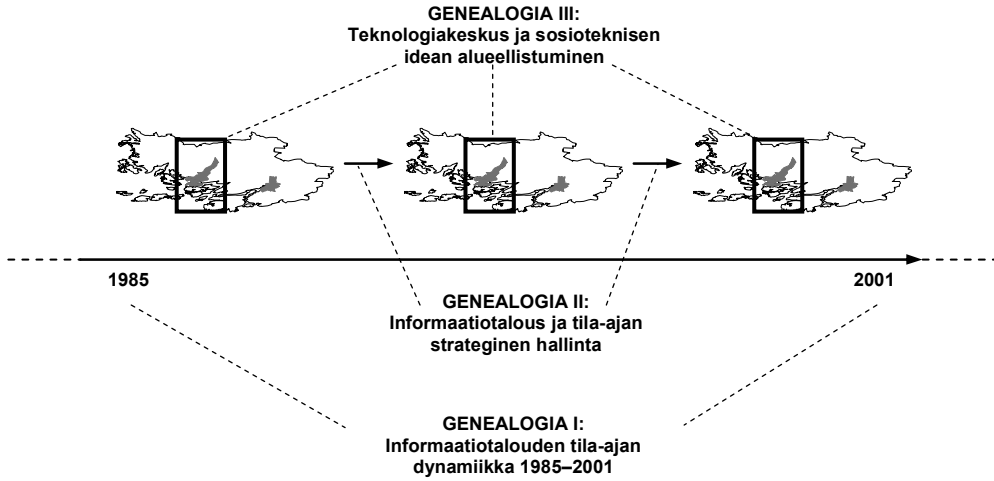 GENEALOGIA III:
Teknologiakeskus ja sosioteknisen
idean alueellistuminen
1985
2001
GENEALOGIA II:
Informaatiotalous ja tila-ajan
strateginen hallinta
GENEALOGIA I:
Informaatiotalouden tila-ajan
dynamiikka 1985–2001